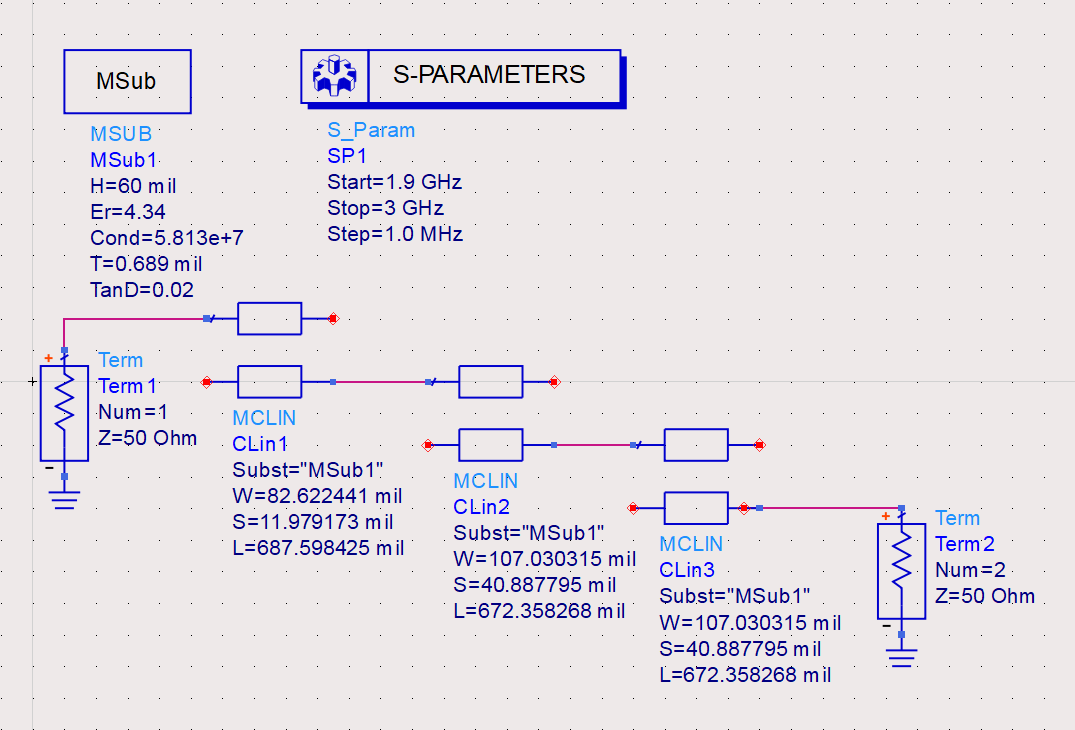 MSub
MSUB
MSub1
H=60 mil
Er=4.34
Cond=5.813e+7
T=0.689 mil
TanD=0.02
S-PARAMETERS
S_Param
SP1
Start=1.9 GHz
Stop=3 GHz
Step=1.0 MHz
+
Term
Term1
Num=1
Z=50 Ohm
−
MCLIN
CLin1
Subst="MSub1"
W=82.622441 mil
S=11.979173 mil
L=687.598425 mil
MCLIN
CLin2
Subst="MSub1"
W=107.030315 mil
S=40.887795 mil
L=672.358268 mil
MCLIN
CLin3
Subst="MSub1"
W=107.030315 mil
S=40.887795 mil
L=672.358268 mil
+
Term
Term2
Num=2
Z=50 Ohm
−